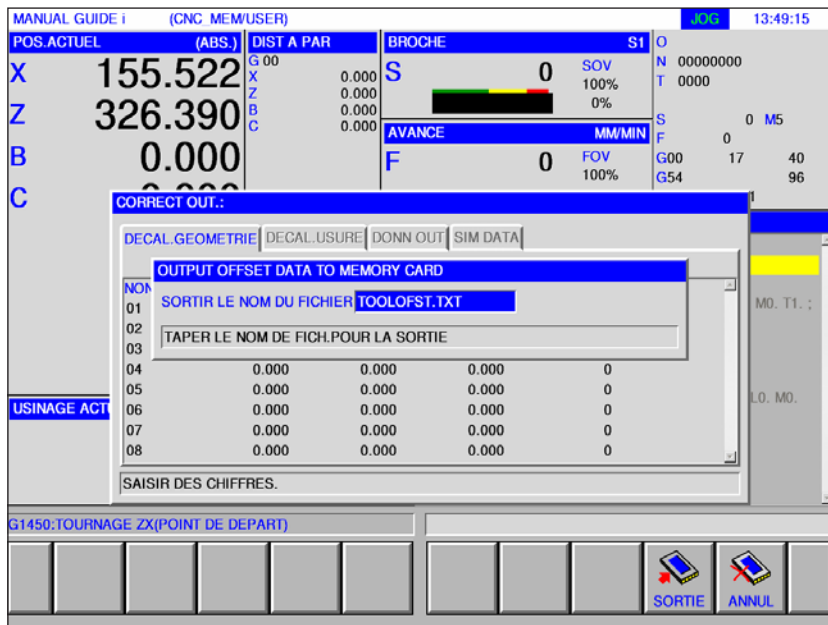 MANUAL GUIDE i (CNC_MEM/USER) JOG 13:49:15
POS.ACTUEL (ABS.)
X 155.522
Z 326.390
B 0.000
C
DIST A PAR
G 00
X 0.000
Z 0.000
B 0.000
C 0.000
BROCHE S1
S 0 SOV
100%
0%
AVANCE MM/MIN
F 0 FOV
100%
O
N 00000000
T 0000
S 0 M5
F 0
G00 17 40
G54 96
1
CORRECT OUT.:
DECAL.GEOMETRIE DECAL.USURE DONN OUT SIM DATA
OUTPUT OFFSET DATA TO MEMORY CARD
SORTIR LE NOM DU FICHIER TOOLOFST.TXT
TAPER LE NOM DE FICH.POUR LA SORTIE
01
02
03
04 0.000 0.000 0.000 0
05 0.000 0.000 0.000 0
06 0.000 0.000 0.000 0
07 0.000 0.000 0.000 0
08 0.000 0.000 0.000 0
SAISIR DES CHIFFRES.
M0. T1. ;
L0. M0.
USINAGE ACT
G1450:TOURNAGE ZX(POINT DE DEPART)
SORTIE ANNUL